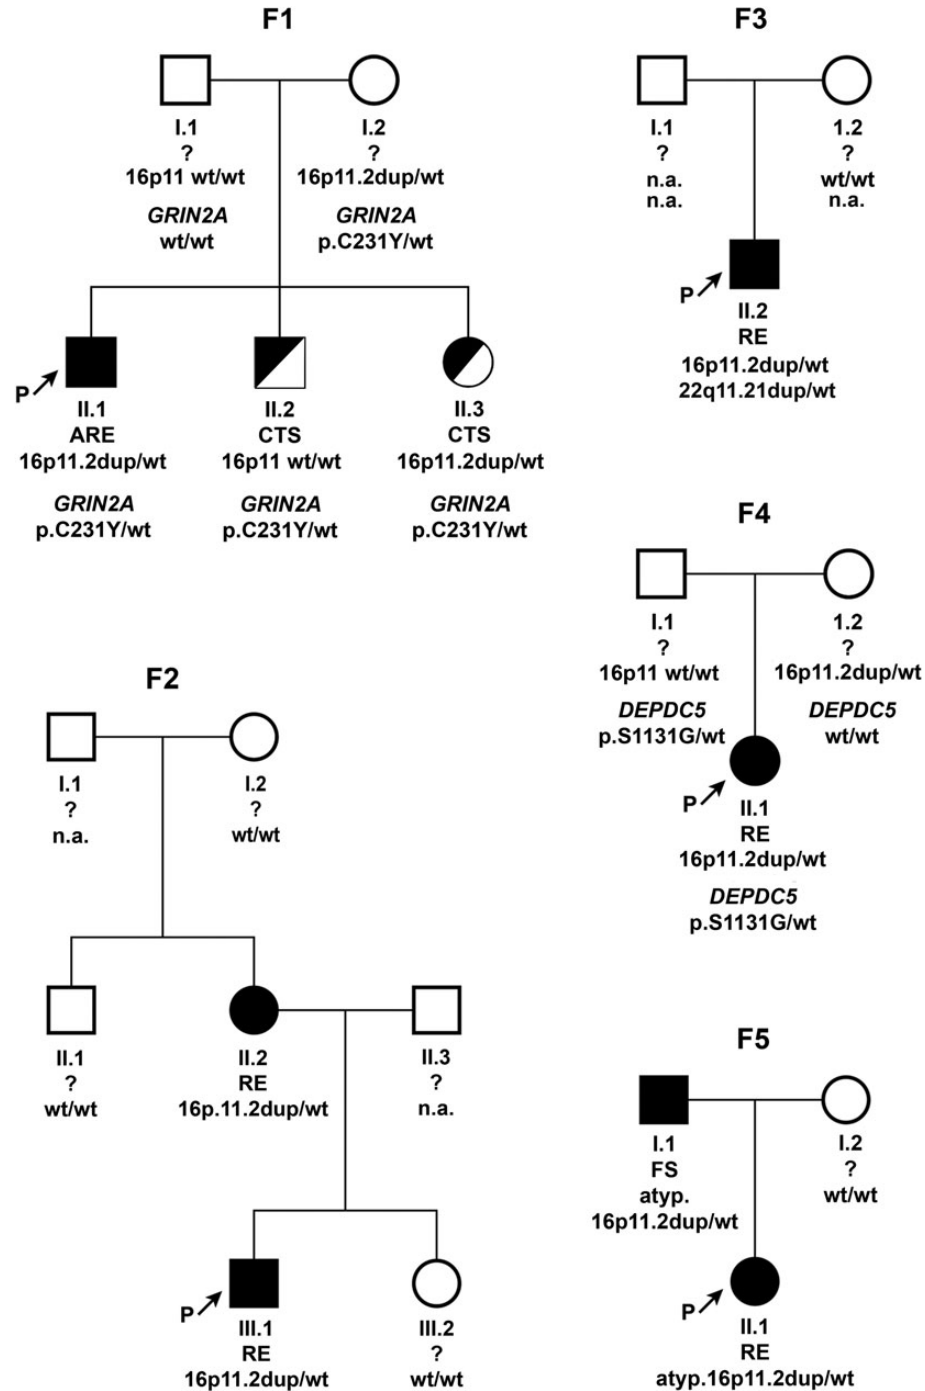 F1
I.1
?
16p11 wt/wt
GRIN2A
wt/wt
I.2
?
16p11.2dup/wt
GRIN2A
p.C231Y/wt
P
II.1
ARE
16p11.2dup/wt
GRIN2A
p.C231Y/wt
II.2
CTS
16p11 wt/wt
GRIN2A
p.C231Y/wt
II.3
CTS
16p11.2dup/wt
GRIN2A
p.C231Y/wt
F2
I.1
?
n.a.
I.2
?
wt/wt
II.1
?
wt/wt
II.2
RE
16p.11.2dup/wt
II.3
?
n.a.
P
III.1
RE
16p11.2dup/wt
III.2
?
wt/wt
F3
I.1
?
n.a.
n.a.
1.2
?
wt/wt
n.a.
P
II.2
RE
16p11.2dup/wt
22q11.21dup/wt
F4
I.1
?
16p11 wt/wt
DEPDC5
p.S1131G/wt
1.2
?
16p11.2dup/wt
DEPDC5
wt/wt
P
II.1
RE
16p11.2dup/wt
DEPDC5
p.S1131G/wt
F5
I.1
FS
atyp.
16p11.2dup/wt
I.2
?
wt/wt
P
II.1
RE
atyp.16p11.2dup/wt